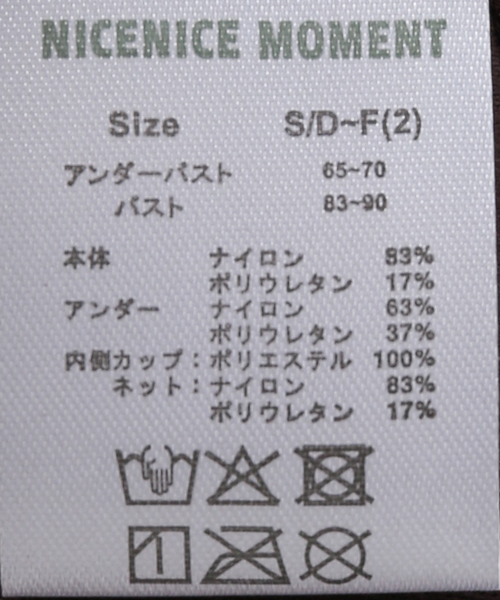 NICENICE MOMENT
Size S/D~F(2)
アンダーバスト 65~70
バスト 83~90
本体 ナイロン 83%
ポリウレタン 17%
アンダー ナイロン 63%
ポリウレタン 37%
内側カップ：ポリエステル 100%
ネット：ナイロン 83%
ポリウレタン 17%